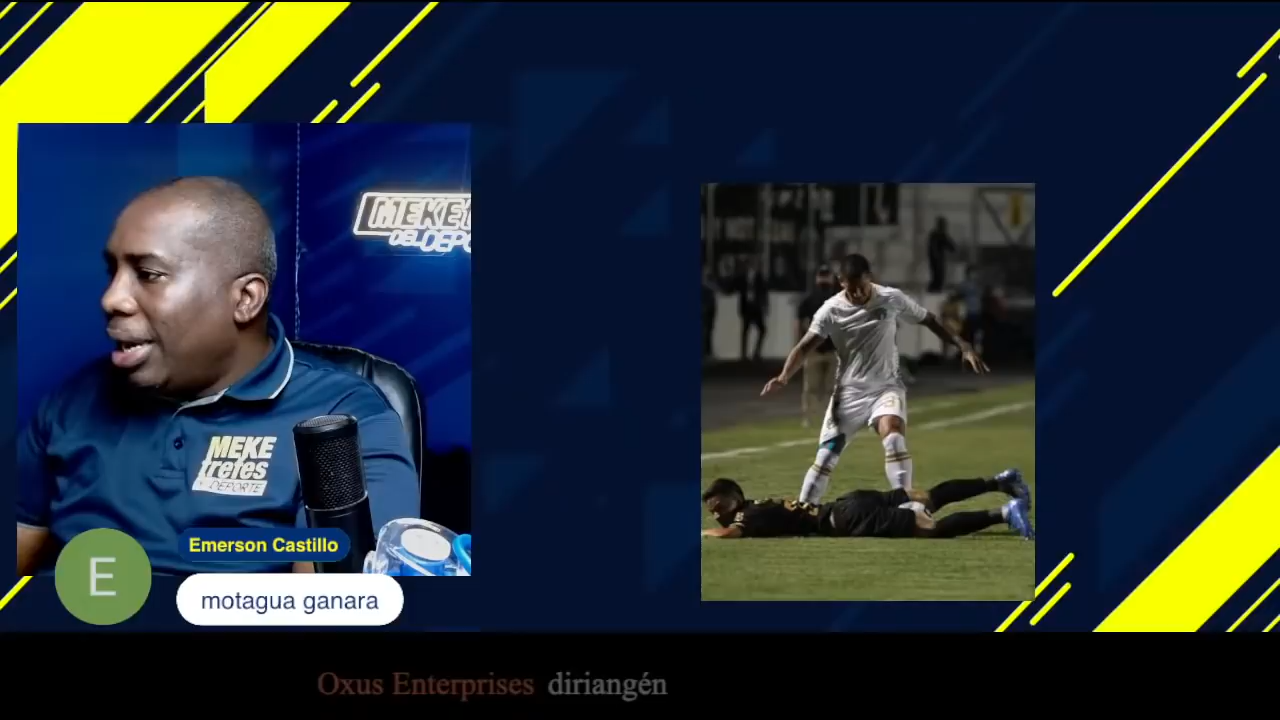 MEKE
DEL DEPO
MEKE
trefes
DEPORTE
E
Emerson Castillo
motagua ganara
Oxus Enterprises diriangén